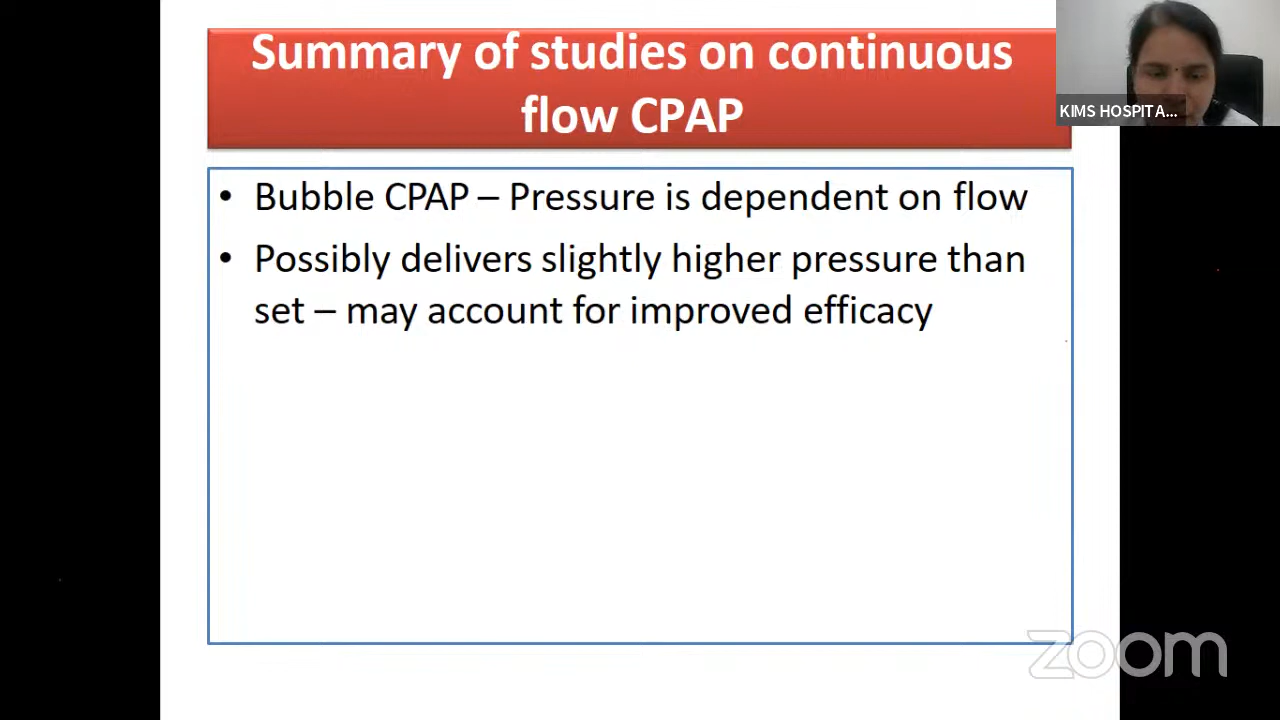 Summary of studies on continuous
flow CPAP
KIMS HOSPITA...
• Bubble CPAP – Pressure is dependent on flow
• Possibly delivers slightly higher pressure than
set – may account for improved efficacy
zoom